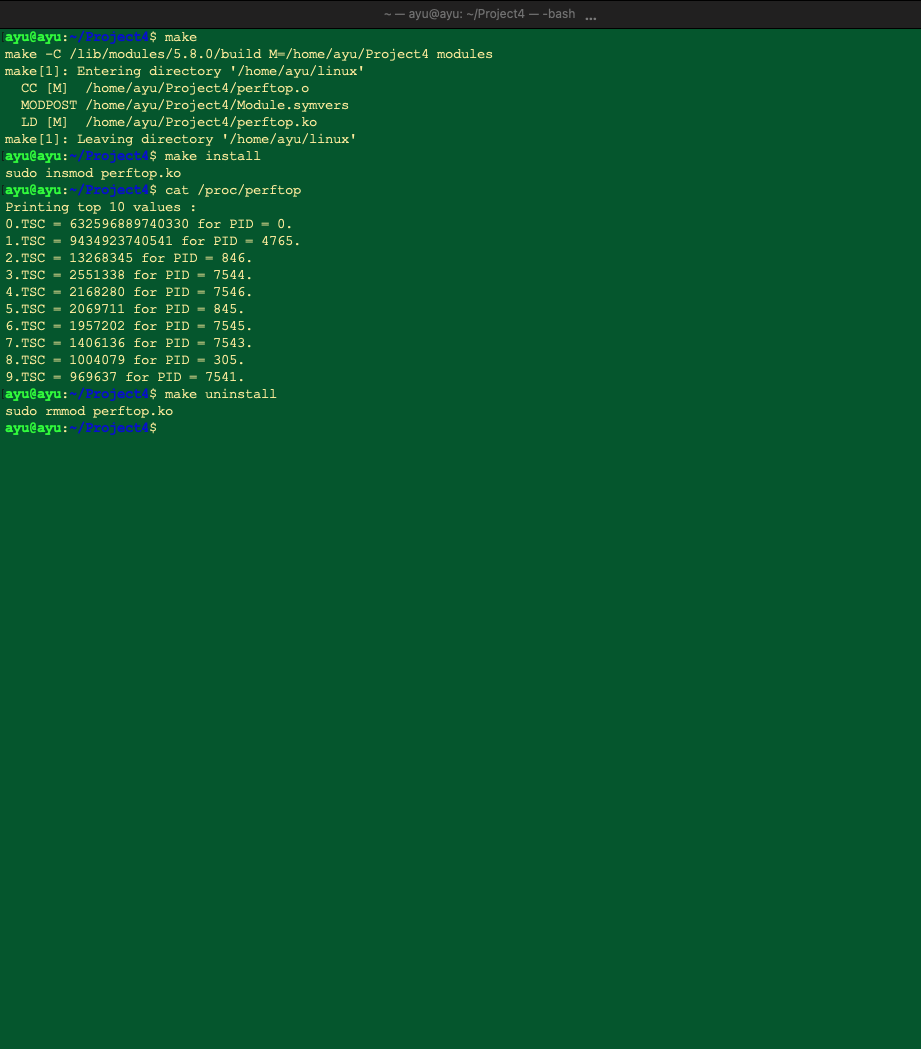 ~ — ayu@ayu: ~/Project4 — -bash ...
ayu@ayu:~/Project4$ make
make -C /lib/modules/5.8.0/build M=/home/ayu/Project4 modules
make[1]: Entering directory '/home/ayu/linux'
  CC [M]  /home/ayu/Project4/perftop.o
  MODPOST /home/ayu/Project4/Module.symvers
  LD [M]  /home/ayu/Project4/perftop.ko
make[1]: Leaving directory '/home/ayu/linux'
ayu@ayu:~/Project4$ make install
sudo insmod perftop.ko
ayu@ayu:~/Project4$ cat /proc/perftop
Printing top 10 values :
0.TSC = 632596889740330 for PID = 0.
1.TSC = 9434923740541 for PID = 4765.
2.TSC = 13268345 for PID = 846.
3.TSC = 2551338 for PID = 7544.
4.TSC = 2168280 for PID = 7546.
5.TSC = 2069711 for PID = 845.
6.TSC = 1957202 for PID = 7545.
7.TSC = 1406136 for PID = 7543.
8.TSC = 1004079 for PID = 305.
9.TSC = 969637 for PID = 7541.
ayu@ayu:~/Project4$ make uninstall
sudo rmmod perftop.ko
ayu@ayu:~/Project4$